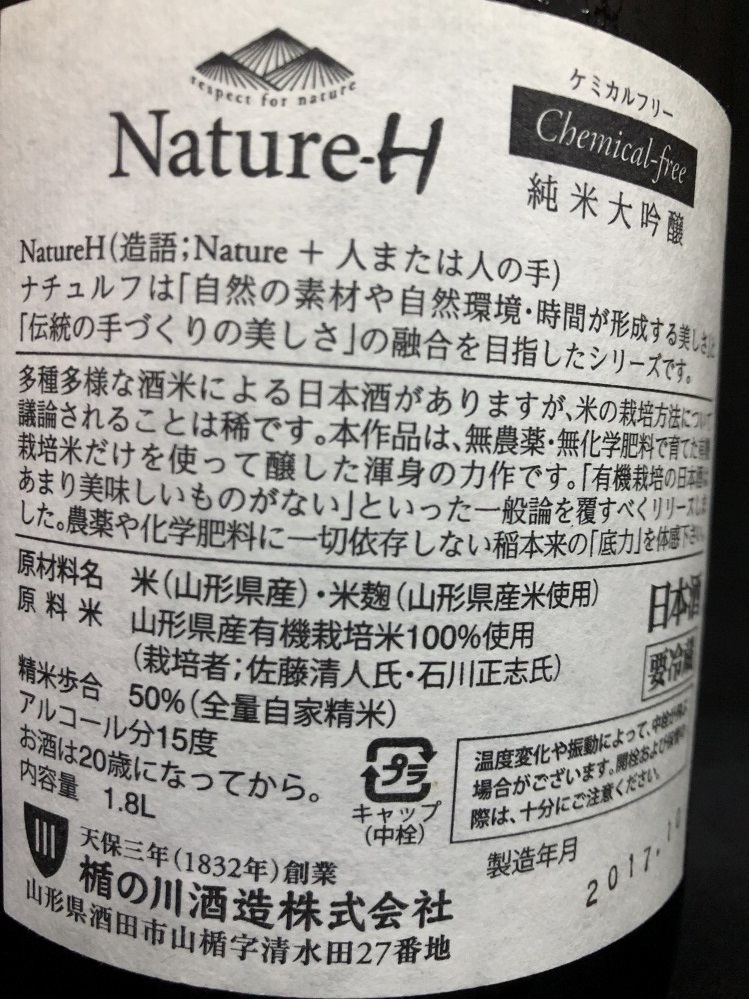 respect for nature
Nature-H
ケミカルフリー
Chemical-free
純米大吟醸
NatureH(造語;Nature + 人または人の手)
ナチュルフは「自然の素材や自然環境・時間が形成する美しさ」と
「伝統の手づくりの美しさ」の融合を目指したシリーズです。
多種多様な酒米による日本酒がありますが、米の栽培方法について
議論されることは稀です。本作品は、無農薬・無化学肥料で育てた有機
栽培米だけを使って醸した渾身の力作です。「有機栽培の日本酒は
あまり美味しいものがない」といった一般論を覆すべくリリースしま
した。農薬や化学肥料に一切依存しない稲本来の「底力」を体感下さい。
原材料名 米(山形県産)・米麹(山形県産米使用)
原料米 山形県産有機栽培米100%使用
(栽培者;佐藤清人氏・石川正志氏)
精米歩合 50%(全量自家精米)
アルコール分15度
お酒は20歳になってから。
内容量 1.8L
日本酒
要冷蔵
プラ
キャップ
(中栓)
温度変化や振動によって、中栓が
場合がございます。開栓および
際は、十分にご注意ください。
製造年月
2017.10
天保三年(1832年)創業
楯の川酒造株式会社
山形県酒田市山楯字清水田27番地